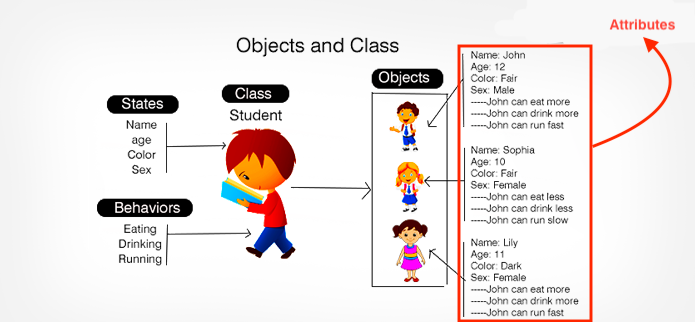 Attributes
Objects and Class
States
Name
age
Color
Sex
Behaviors
Eating
Drinking
Running
Class
Student
Objects
Name: John
Age: 12
Color: Fair
Sex: Male
-----John can eat more
-----John can drink more
-----John can run fast
Name: Sophia
Age: 10
Color: Fair
Sex: Female
-----John can eat less
-----John can drink less
-----John can run slow
Name: Lily
Age: 11
Color: Dark
Sex: Female
-----John can eat more
-----John can drink more
-----John can run fast